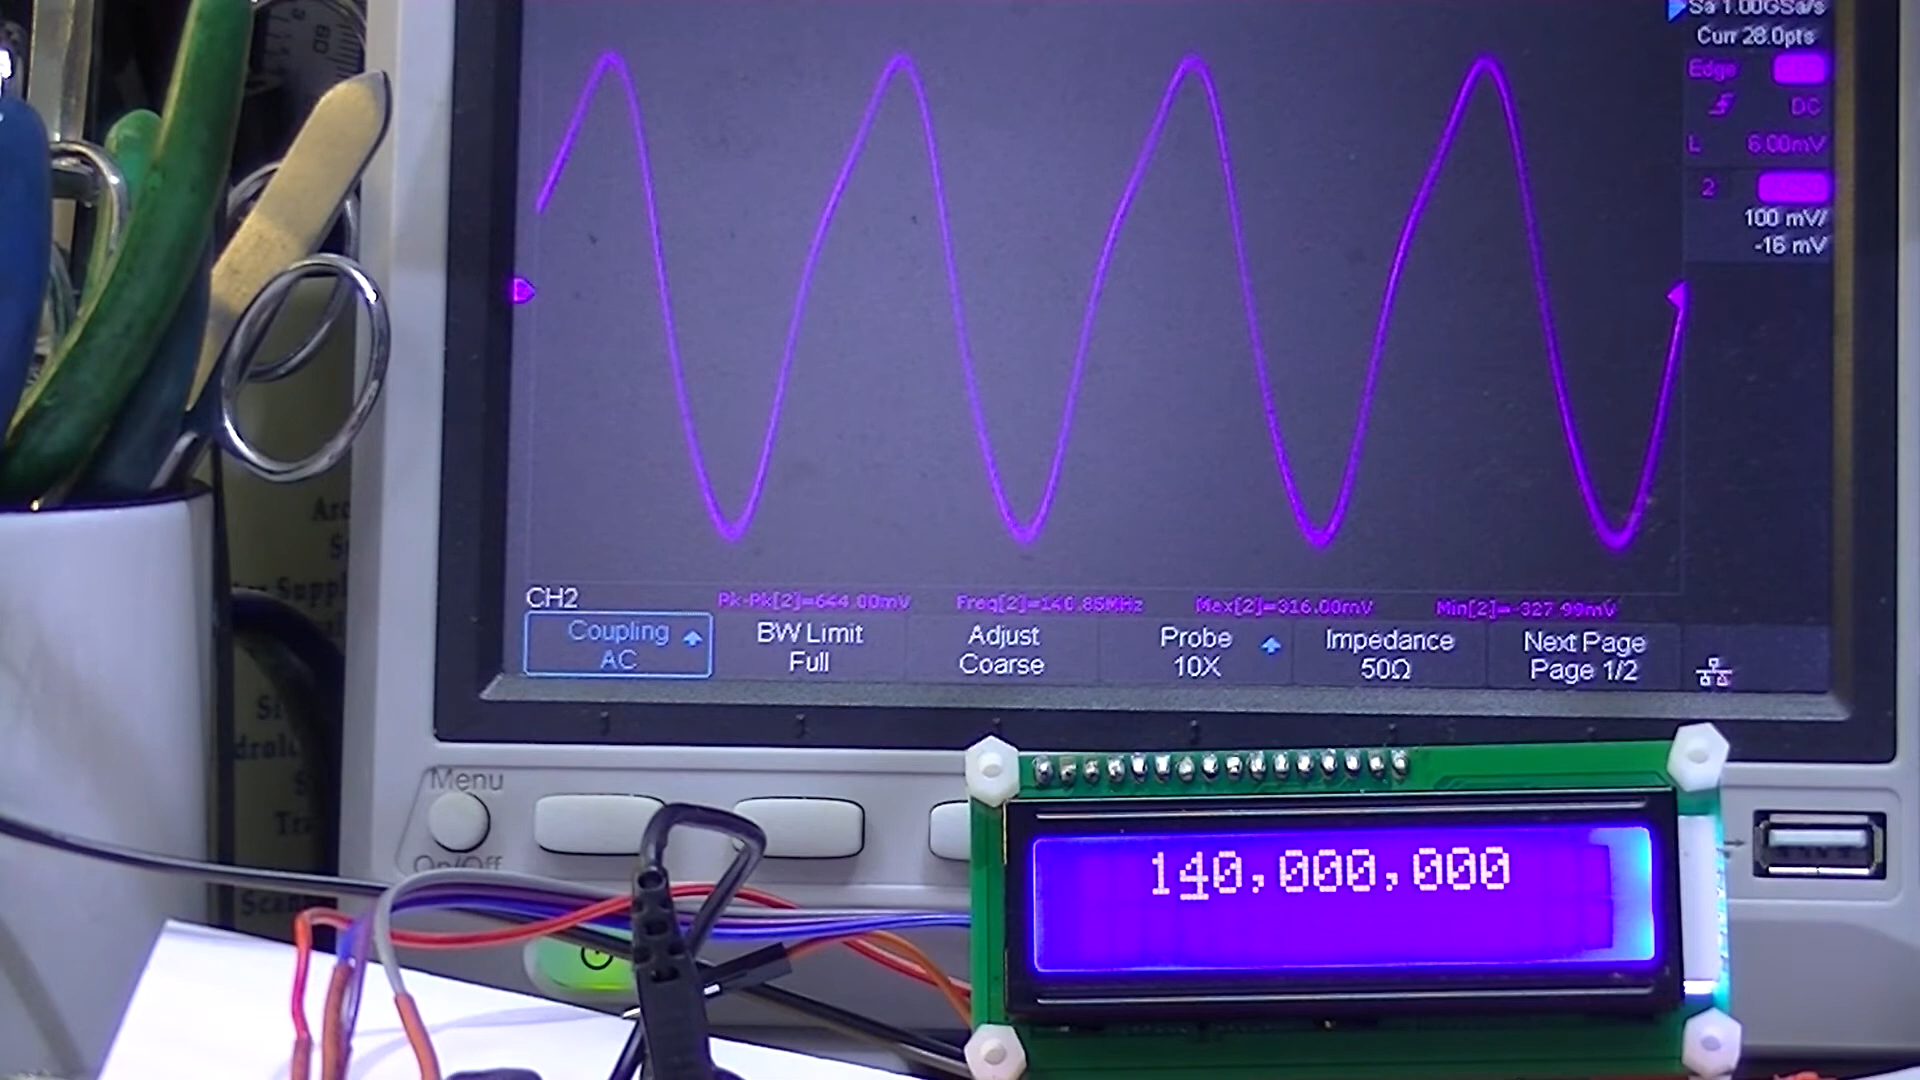 Sa 1.00GSa/s
Curr 28.0pts
Edge
DC
L 6.00mV
2
100 mV/
-16 mV
CH2
Pk-Pk[2]=644.00mV Freq[2]=140.85MHz Max[2]=316.00mV Min[2]=-327.99mV
Coupling BW Limit Adjust Probe Impedance Next Page
AC Full Coarse 10X 50Ω Page 1/2
Menu
On/Off
140,000,000